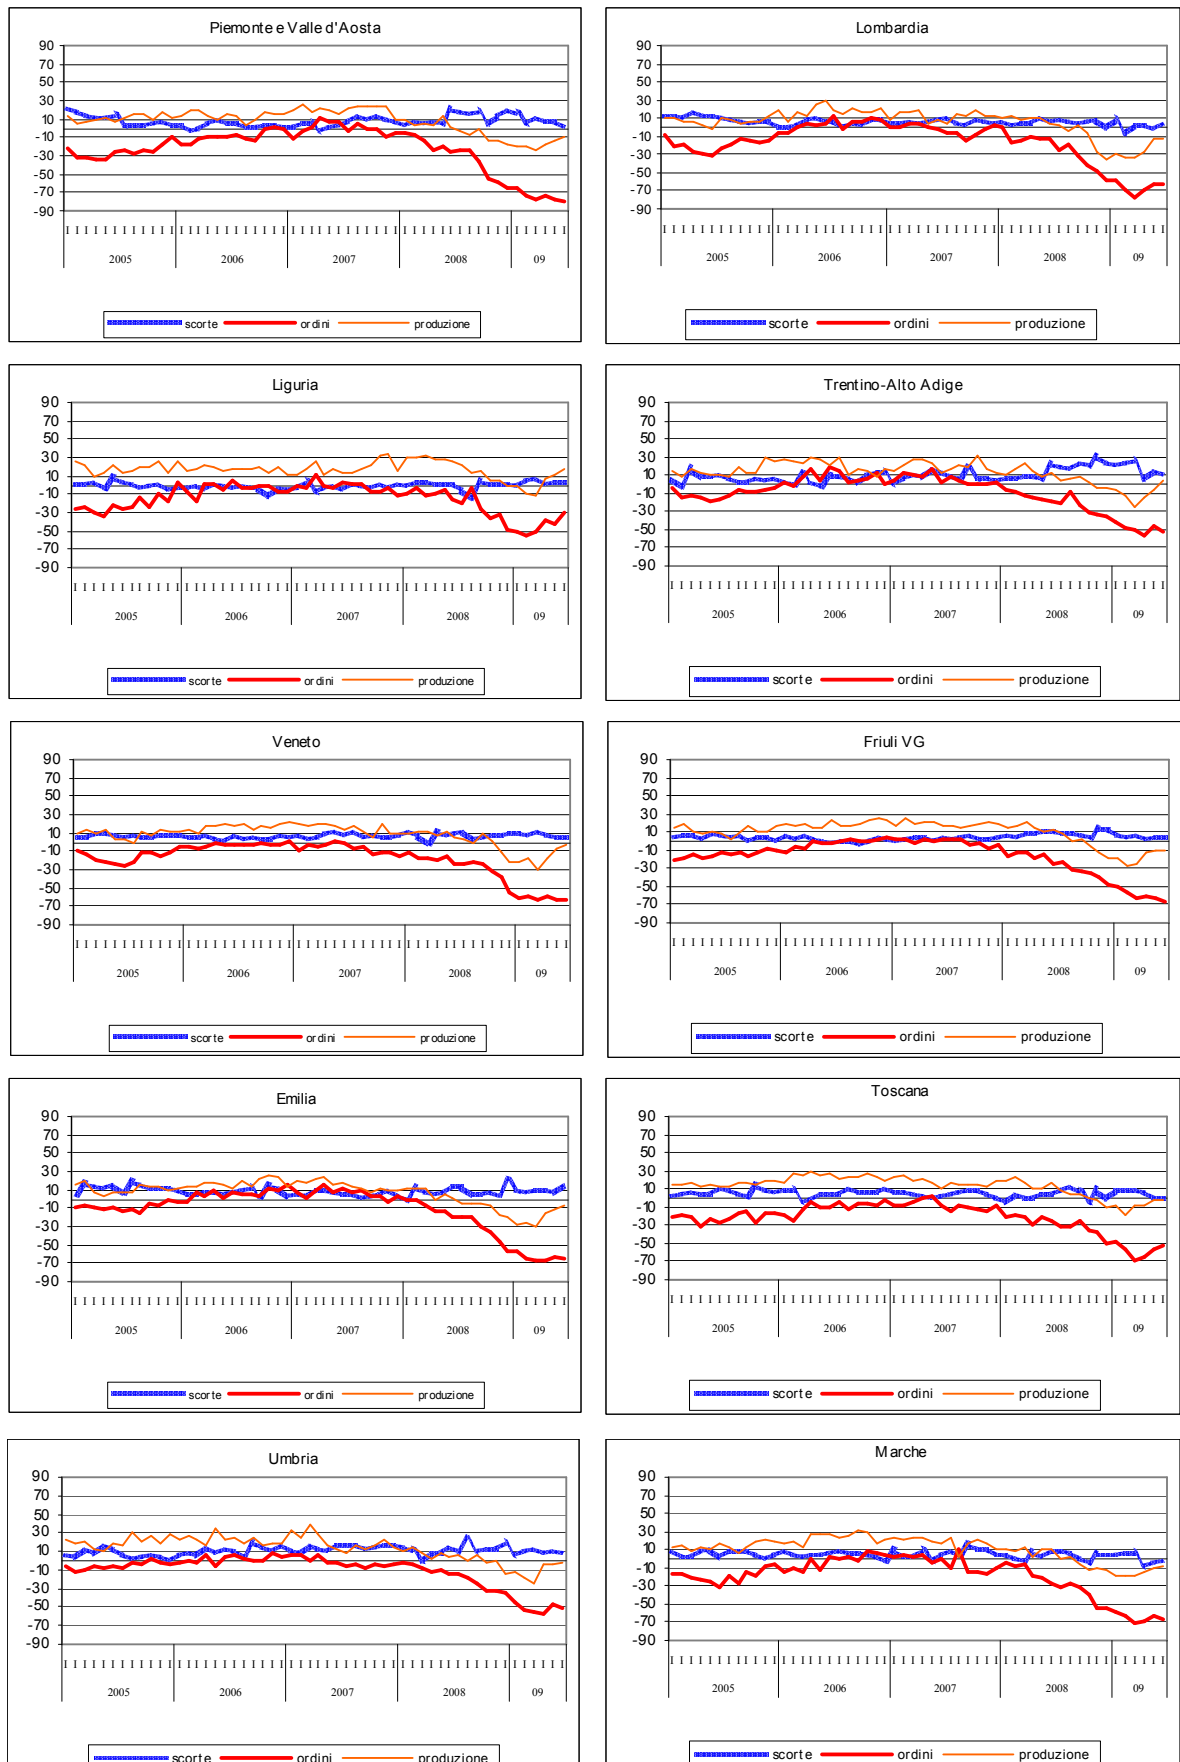 Piemonte e Valle d'Aosta
90
70
50
30
10
-10
-30
-50
-70
-90
I I I I I I I I I I I I I I I I I I I I I I I I I I I I I I I I I I I I I I I I I I I I I I I I I I I I I I
2005 2006 2007 2008 09
scorte ordini produzione
Lombardia
90
70
50
30
10
-10
-30
-50
-70
-90
I I I I I I I I I I I I I I I I I I I I I I I I I I I I I I I I I I I I I I I I I I I I I I I I I I I I I I
2005 2006 2007 2008 09
scorte ordini produzione
Liguria
90
70
50
30
10
-10
-30
-50
-70
-90
I I I I I I I I I I I I I I I I I I I I I I I I I I I I I I I I I I I I I I I I I I I I I I I I I I I I I I
2005 2006 2007 2008 09
scorte ordini produzione
Trentino-Alto Adige
90
70
50
30
10
-10
-30
-50
-70
-90
I I I I I I I I I I I I I I I I I I I I I I I I I I I I I I I I I I I I I I I I I I I I I I I I I I I I I I
2005 2006 2007 2008 09
scorte ordini produzione
Veneto
90
70
50
30
10
-10
-30
-50
-70
-90
I I I I I I I I I I I I I I I I I I I I I I I I I I I I I I I I I I I I I I I I I I I I I I I I I I I I I I
2005 2006 2007 2008 09
scorte ordini produzione
Friuli VG
90
70
50
30
10
-10
-30
-50
-70
-90
I I I I I I I I I I I I I I I I I I I I I I I I I I I I I I I I I I I I I I I I I I I I I I I I I I I I I I
2005 2006 2007 2008 09
scorte ordini produzione
Emilia
90
70
50
30
10
-10
-30
-50
-70
-90
I I I I I I I I I I I I I I I I I I I I I I I I I I I I I I I I I I I I I I I I I I I I I I I I I I I I I I
2005 2006 2007 2008 09
scorte ordini produzione
Toscana
90
70
50
30
10
-10
-30
-50
-70
-90
I I I I I I I I I I I I I I I I I I I I I I I I I I I I I I I I I I I I I I I I I I I I I I I I I I I I I I
2005 2006 2007 2008 09
scorte ordini produzione
Umbria
90
70
50
30
10
-10
-30
-50
-70
-90
I I I I I I I I I I I I I I I I I I I I I I I I I I I I I I I I I I I I I I I I I I I I I I I I I I I I I I
2005 2006 2007 2008 09
scorte ordini produzione
Marche
90
70
50
30
10
-10
-30
-50
-70
-90
I I I I I I I I I I I I I I I I I I I I I I I I I I I I I I I I I I I I I I I I I I I I I I I I I I I I I I
2005 2006 2007 2008 09
scorte ordini produzione